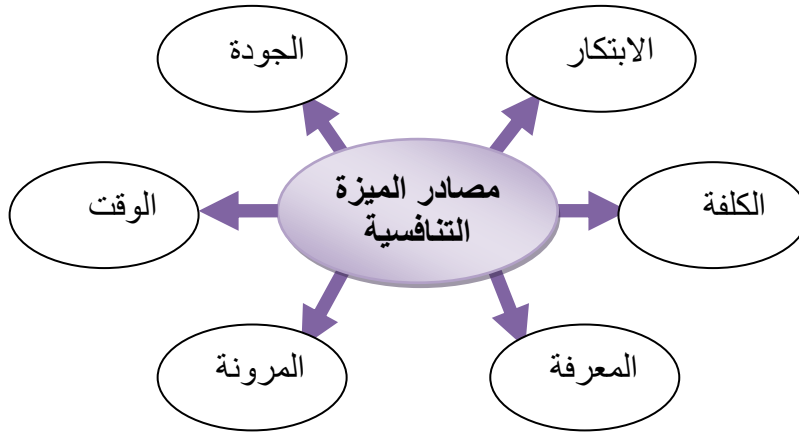 الابتكار
الجودة
مصادر الميزة
التنافسية
الكلفة
الوقت
المعرفة
المرونة